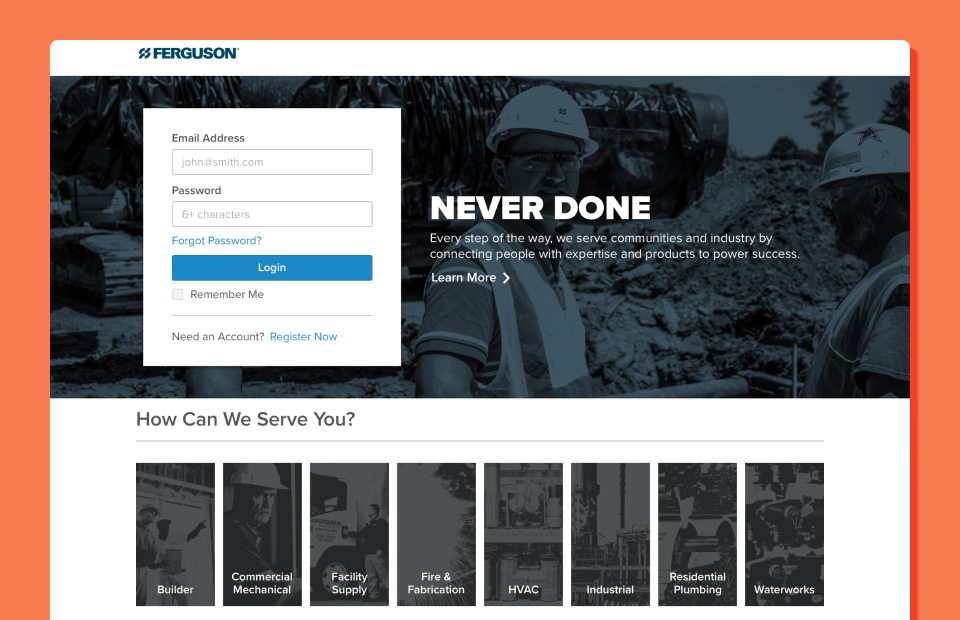 FERGUSON
Email Address
john@smith.com
Password
6+ characters
Forgot Password?
Login
Remember Me
Need an Account? Register Now
NEVER DONE
Every step of the way, we serve communities and industry by
connecting people with expertise and products to power success.
Learn More
How Can We Serve You?
Builder
Commercial
Mechanical
FERGUSON
Facility
Supply
Fire &
Fabrication
HVAC
Industrial
Residential
Plumbing
Waterworks